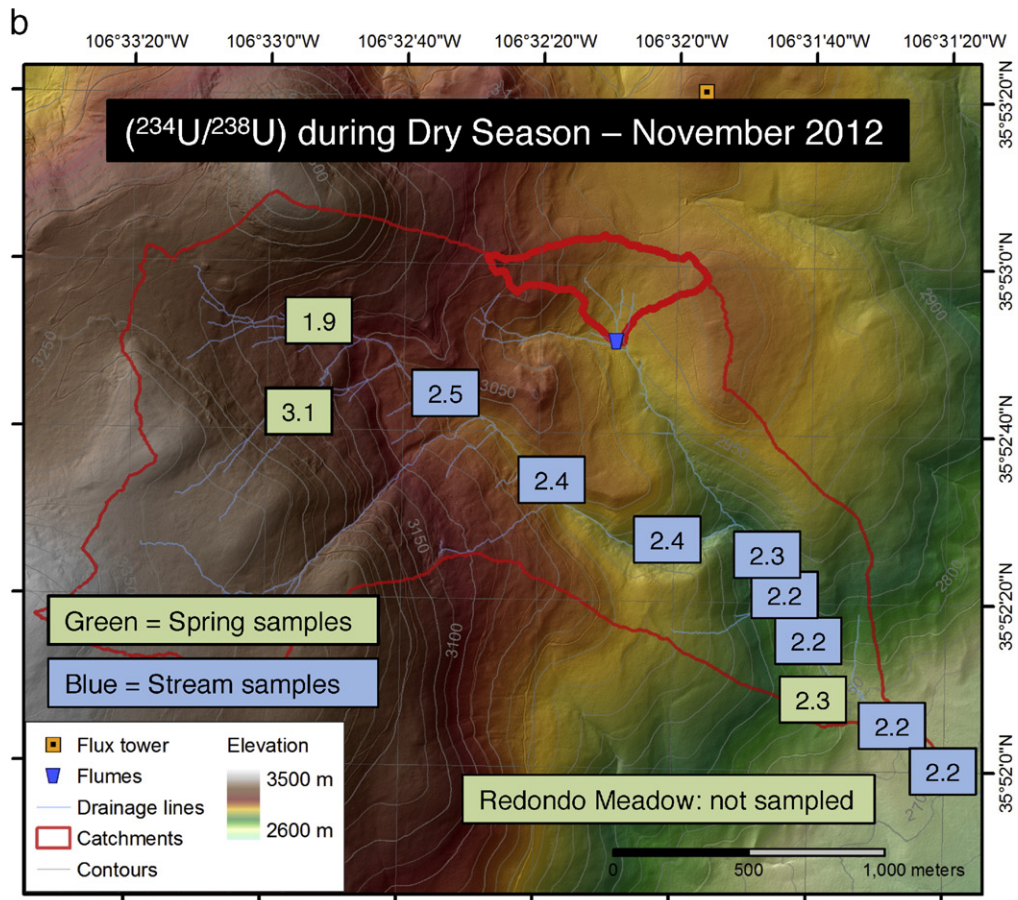 b
106°33'20"W 106°33'0"W 106°32'40"W 106°32'20"W 106°32'0"W 106°31'40"W 106°31'20"W
(²³⁴U/²³⁸U) during Dry Season – November 2012
35°53'20"N
35°53'0"N
35°52'40"N
35°52'20"N
35°52'0"N
1.9
3.1
2.5
2.4
2.4
2.3
2.2
2.2
2.3
2.2
2.2
3250
3050
3150
3100
2900
Green = Spring samples
Blue = Stream samples
Redondo Meadow: not sampled
Flux tower
Flumes
Drainage lines
Catchments
Contours
Elevation
3500 m
2600 m
0 500 1,000 meters